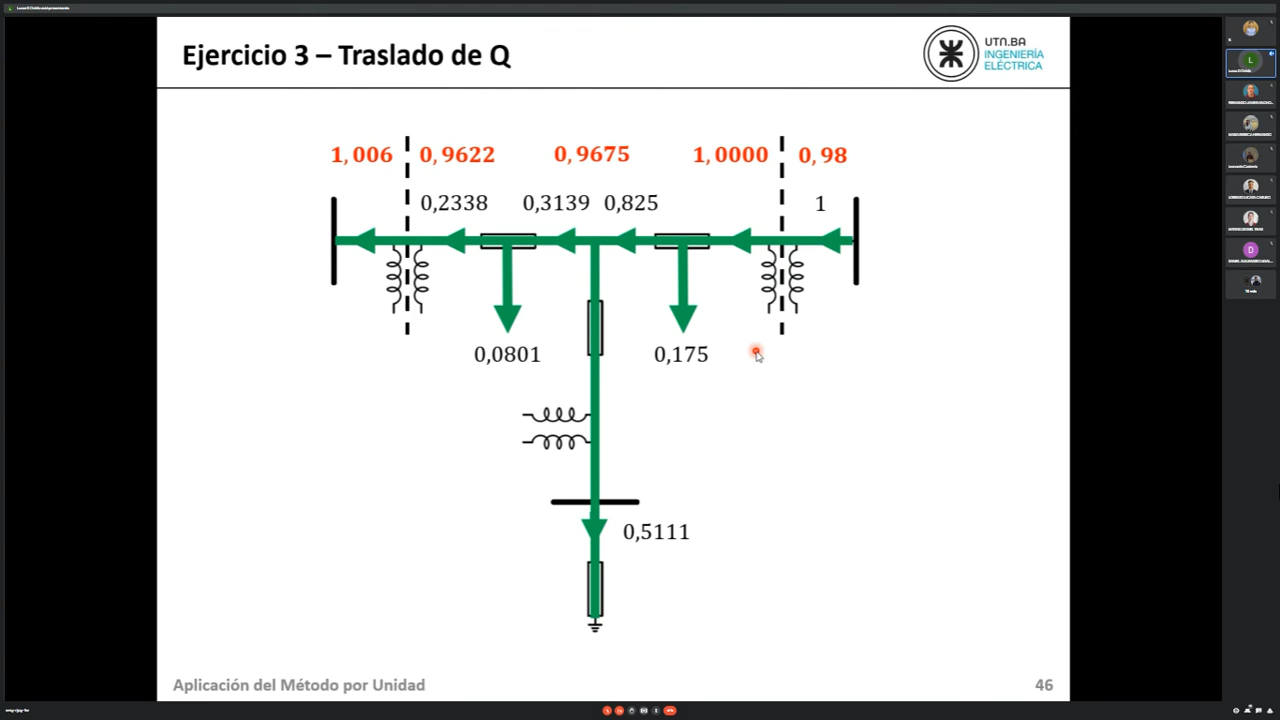 Ejercicio 3 – Traslado de Q
UTN.BA
INGENIERÍA
ELÉCTRICA
1,006 0,9622 0,9675 1,0000 0,98
0,2338 0,3139 0,825 1
0,0801 0,175
0,5111
Aplicación del Método por Unidad 46
L
D